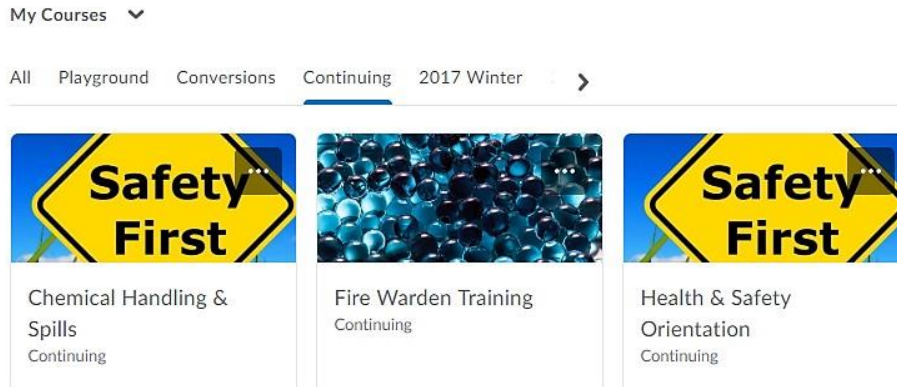 My Courses
All Playground Conversions Continuing 2017 Winter
Safety
First
Safety
First
Chemical Handling &
Spills
Continuing
Fire Warden Training
Continuing
Health & Safety
Orientation
Continuing